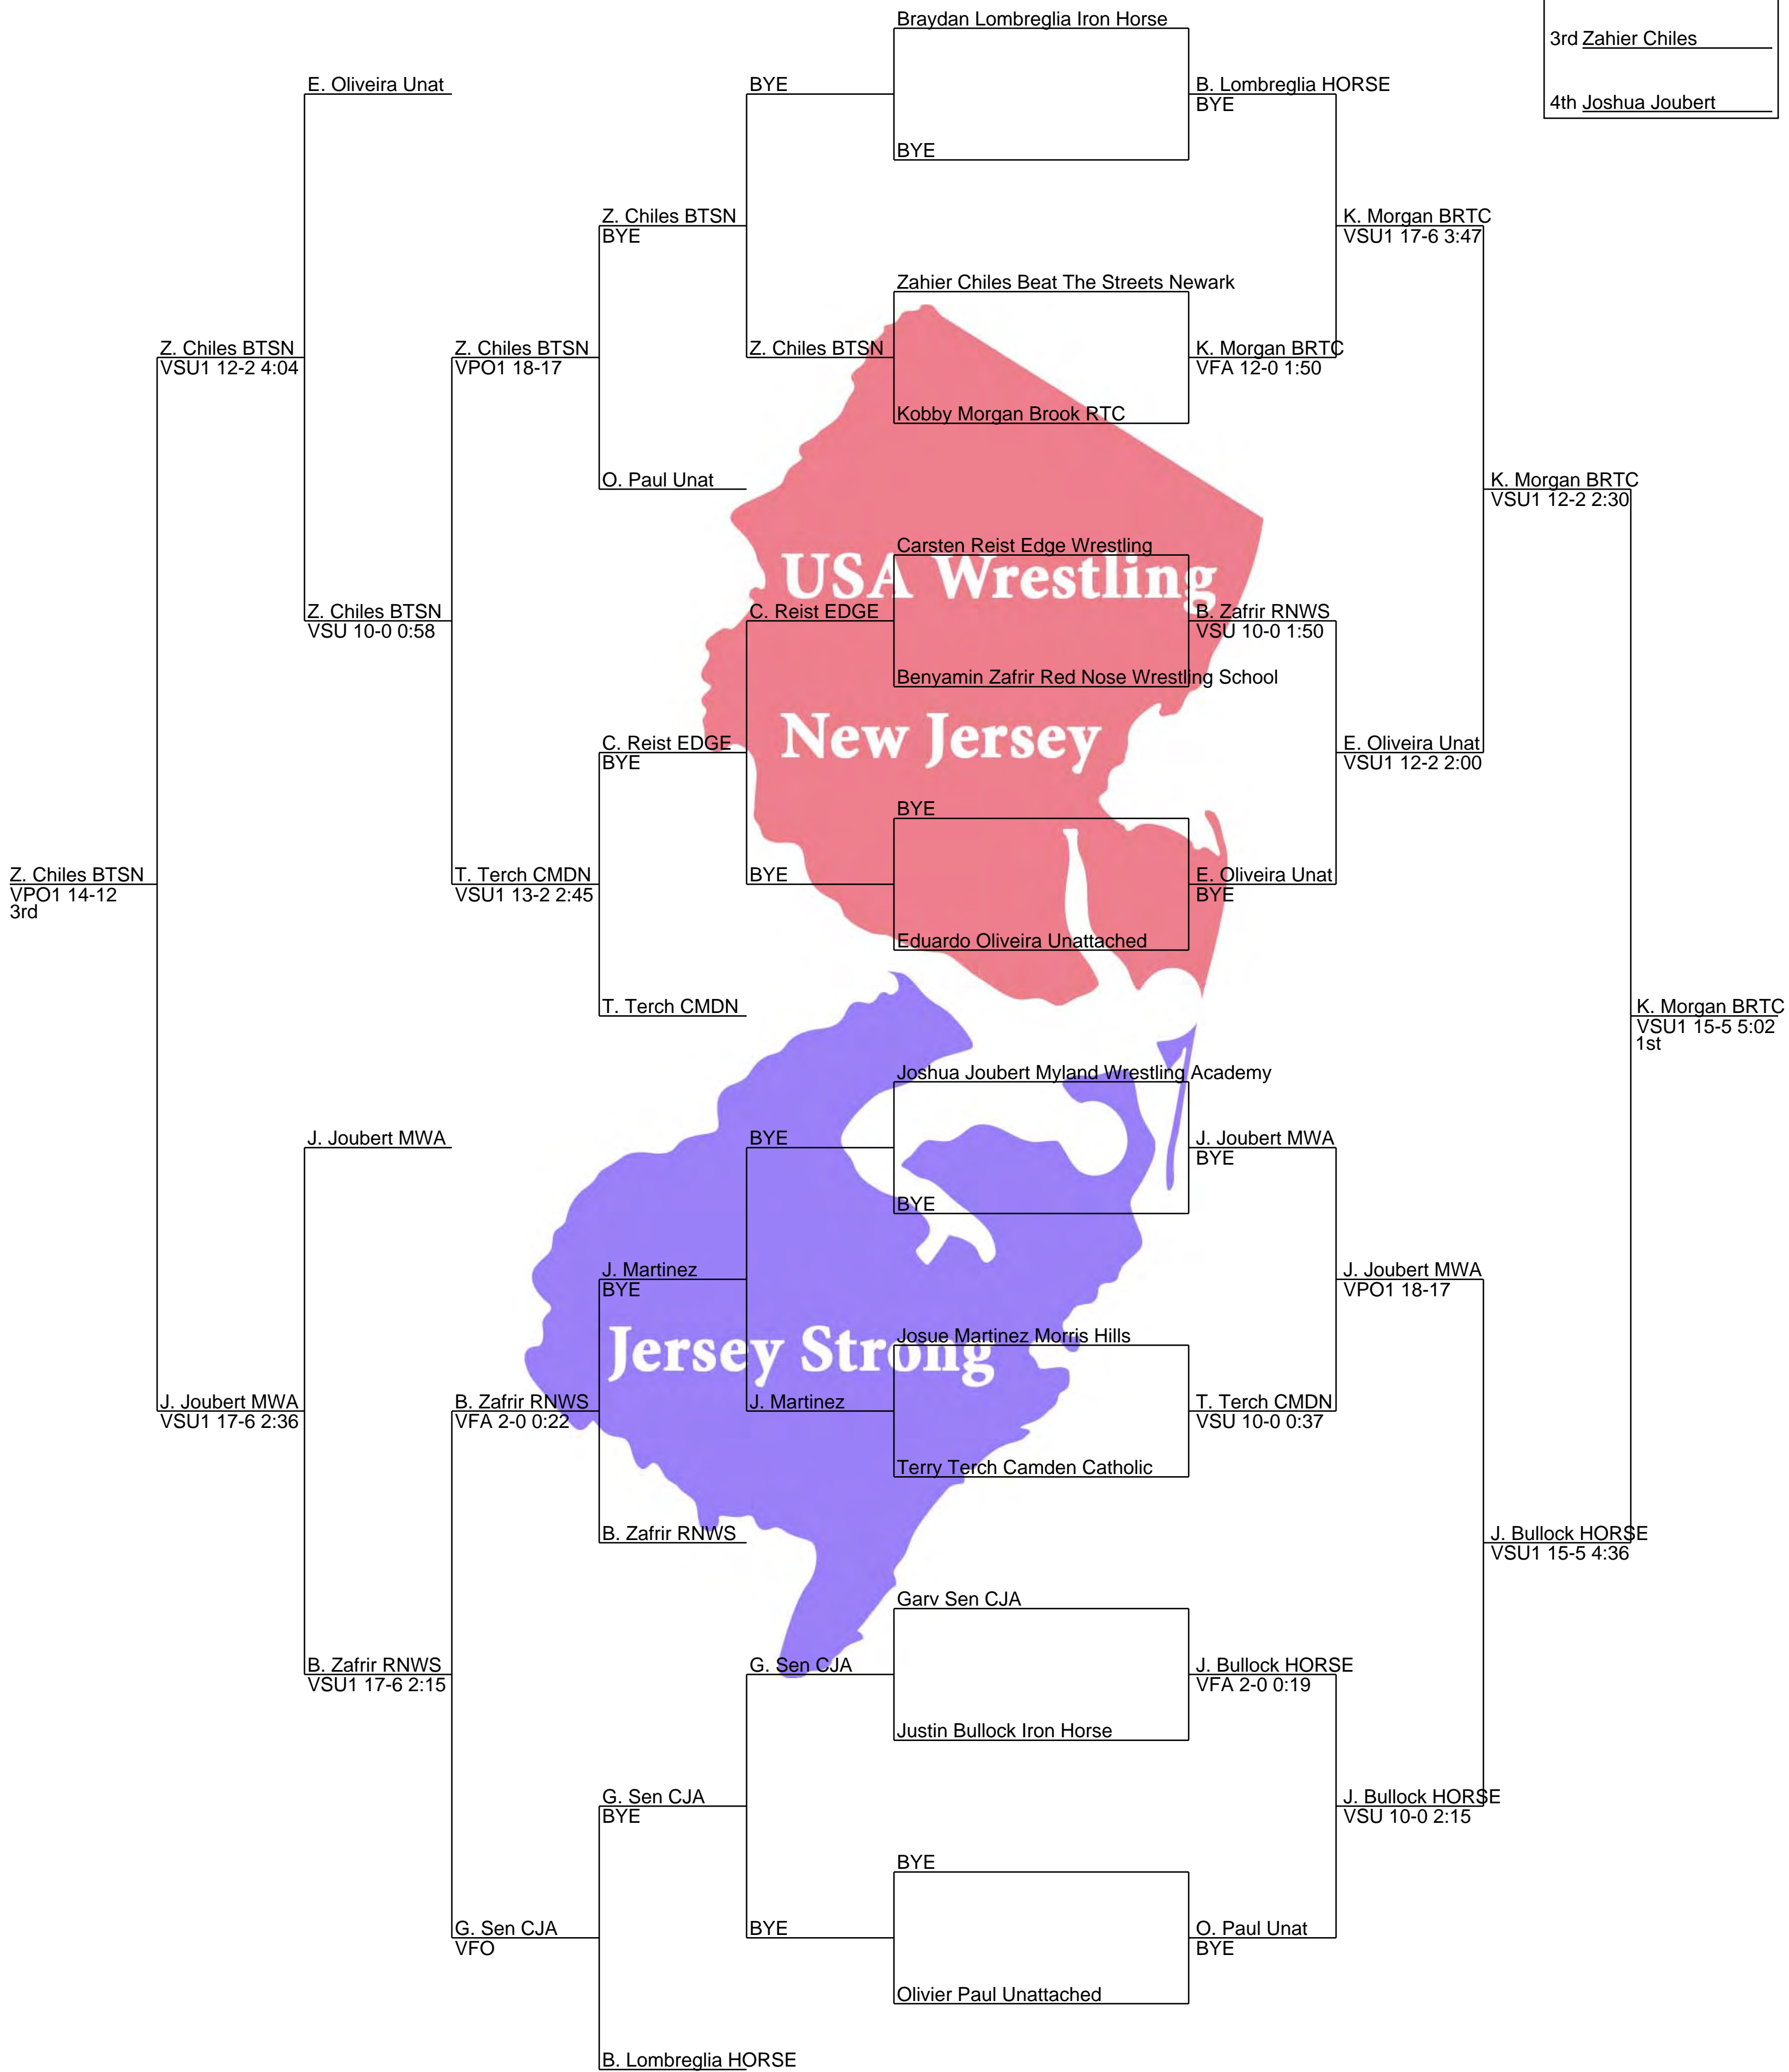 Braydan Lombreglia Iron Horse
3rd Zahier Chiles
E. Oliveira Unat
BYE
B. Lombreglia HORSE
BYE
4th Joshua Joubert
BYE
Z. Chiles BTSN
BYE
K. Morgan BRTC
VSU1 17-6 3:47
Zahier Chiles Beat The Streets Newark
Z. Chiles BTSN
VSU1 12-2 4:04
Z. Chiles BTSN
VPO1 18-17
Z. Chiles BTSN
K. Morgan BRTC
VFA 12-0 1:50
Kobby Morgan Brook RTC
O. Paul Unat
K. Morgan BRTC
VSU1 12-2 2:30
Carsten Reist Edge Wrestling
USA Wrestling
Z. Chiles BTSN
VSU 10-0 0:58
C. Reist EDGE
B. Zafrir RNWS
VSU 10-0 1:50
Benyamin Zafrir Red Nose Wrestling School
New Jersey
C. Reist EDGE
BYE
E. Oliveira Unat
VSU1 12-2 2:00
BYE
Z. Chiles BTSN
VPO1 14-12
3rd
T. Terch CMDN
VSU1 13-2 2:45
BYE
E. Oliveira Unat
BYE
Eduardo Oliveira Unattached
T. Terch CMDN
K. Morgan BRTC
VSU1 15-5 5:02
1st
Joshua Joubert Myland Wrestling Academy
J. Joubert MWA
BYE
J. Joubert MWA
BYE
BYE
J. Martinez
BYE
J. Joubert MWA
VPO1 18-17
Josue Martinez Morris Hills
Jersey Strong
J. Joubert MWA
VSU1 17-6 2:36
B. Zafrir RNWS
VFA 2-0 0:22
J. Martinez
T. Terch CMDN
VSU 10-0 0:37
Terry Terch Camden Catholic
B. Zafrir RNWS
J. Bullock HORSE
VSU1 15-5 4:36
Garv Sen CJA
B. Zafrir RNWS
VSU1 17-6 2:15
G. Sen CJA
J. Bullock HORSE
VFA 2-0 0:19
Justin Bullock Iron Horse
G. Sen CJA
BYE
J. Bullock HORSE
VSU 10-0 2:15
BYE
G. Sen CJA
VFO
BYE
O. Paul Unat
BYE
Olivier Paul Unattached
B. Lombreglia HORSE